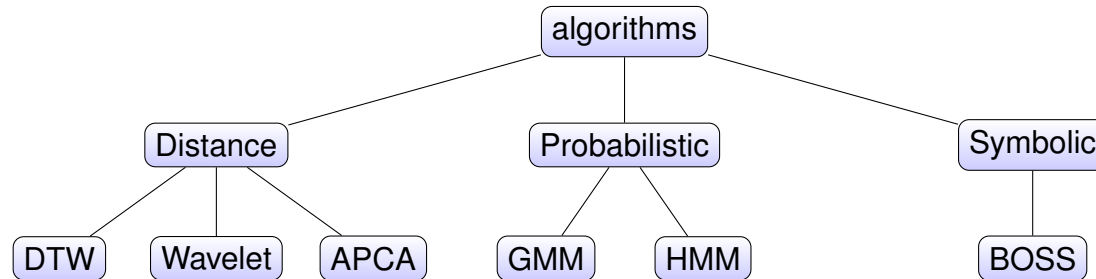 algorithms
Distance
Probabilistic
Symbolic
DTW
Wavelet
APCA
GMM
HMM
BOSS